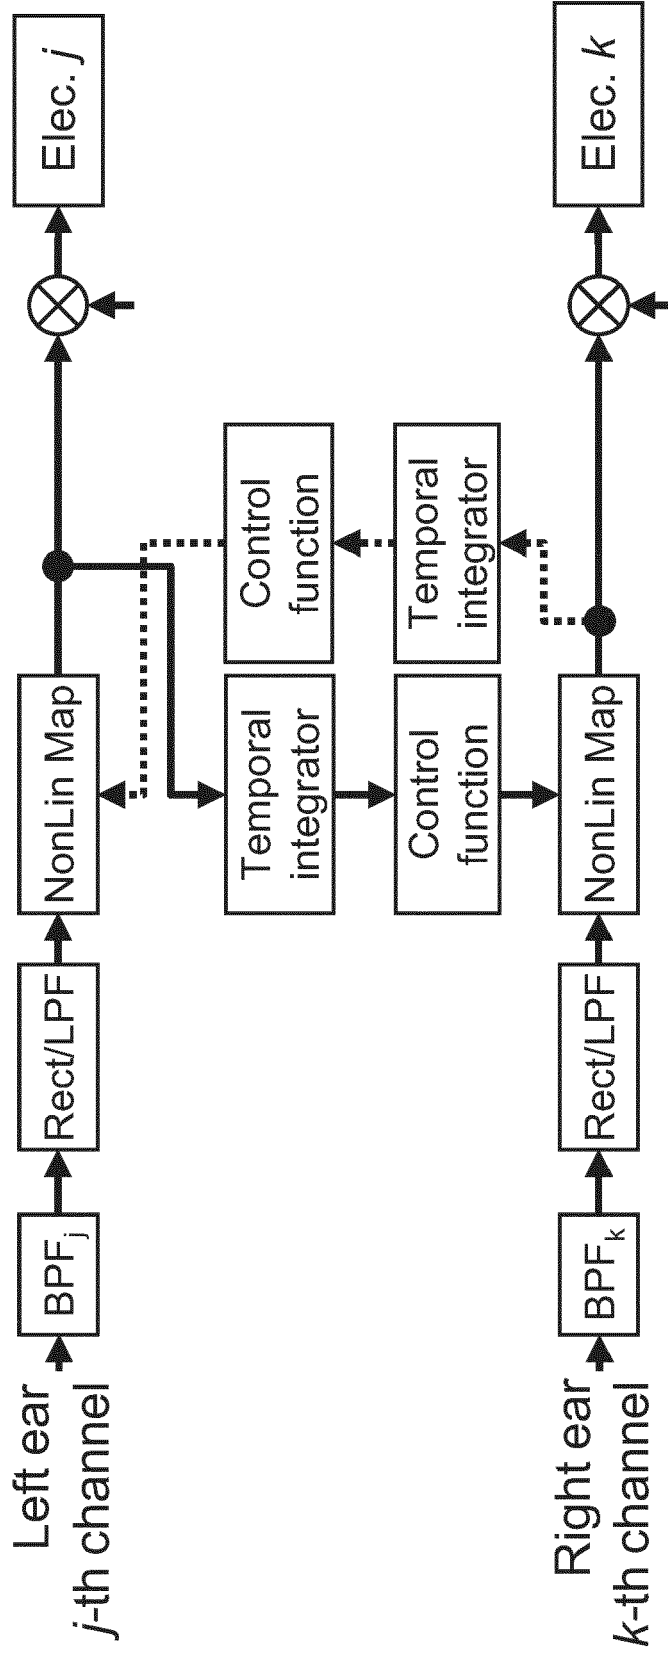 Left ear
j-th channel
BPFj
Rect/LPF
NonLin Map
Elec. j
Control
function
Temporal
integrator
Temporal
integrator
Control
function
Right ear
k-th channel
BPFk
Rect/LPF
NonLin Map
Elec. k